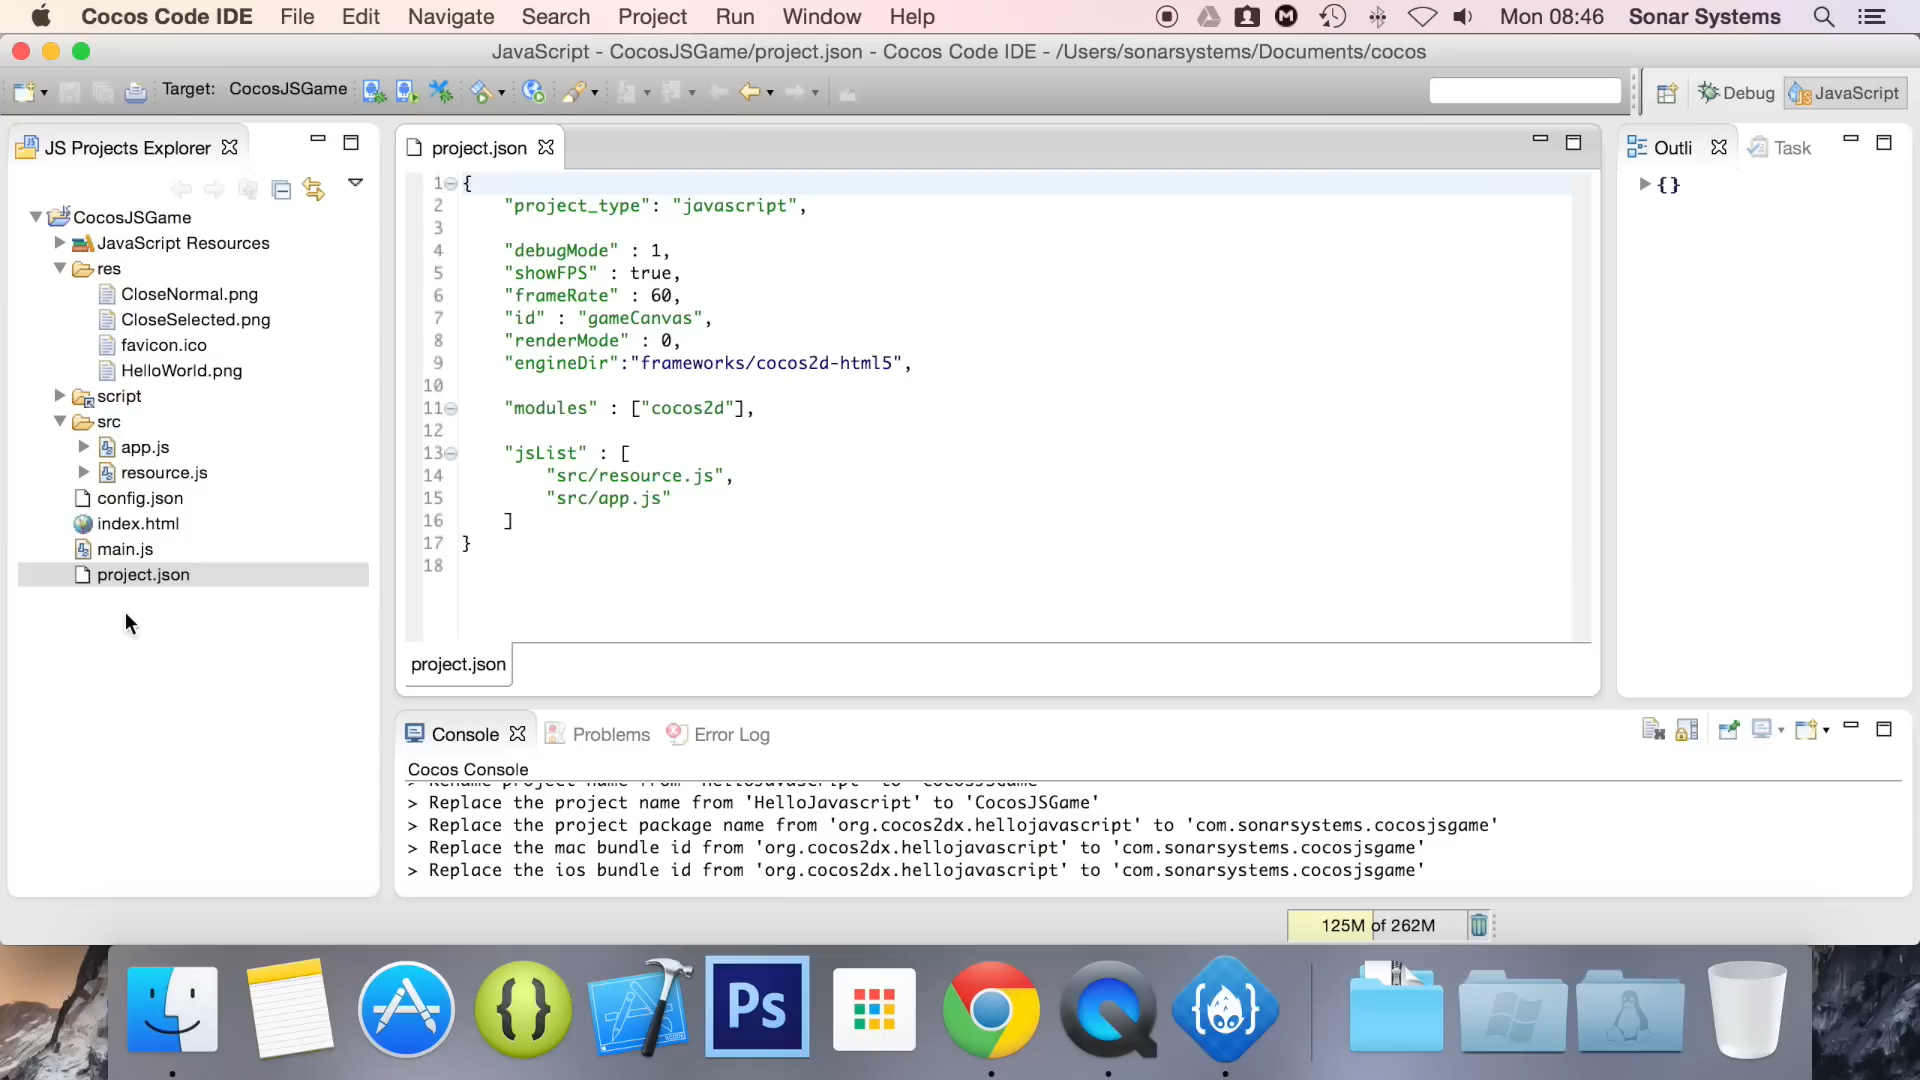 Cocos Code IDE File Edit Navigate Search Project Run Window Help Mon 08:46 Sonar Systems
JavaScript - CocosJSGame/project.json - Cocos Code IDE - /Users/sonarsystems/Documents/cocos
Target: CocosJSGame Debug JavaScript
JS Projects Explorer
CocosJSGame
JavaScript Resources
res
CloseNormal.png
CloseSelected.png
favicon.ico
HelloWorld.png
script
src
app.js
resource.js
config.json
index.html
main.js
project.json
project.json
1 {
2 "project_type": "javascript",
3
4 "debugMode" : 1,
5 "showFPS" : true,
6 "frameRate" : 60,
7 "id" : "gameCanvas",
8 "renderMode" : 0,
9 "engineDir":"frameworks/cocos2d-html5",
10
11 "modules" : ["cocos2d"],
12
13 "jsList" : [
14 "src/resource.js",
15 "src/app.js"
16 ]
17 }
18
project.json
Outli Task
{}
Console Problems Error Log
Cocos Console
> Rename project name from 'HelloJavascript' to 'CocosJSGame'
> Replace the project name from 'HelloJavascript' to 'CocosJSGame'
> Replace the project package name from 'org.cocos2dx.hellojavascript' to 'com.sonarsystems.cocosjsgame'
> Replace the mac bundle id from 'org.cocos2dx.hellojavascript' to 'com.sonarsystems.cocosjsgame'
> Replace the ios bundle id from 'org.cocos2dx.hellojavascript' to 'com.sonarsystems.cocosjsgame'
125M of 262M
Ps